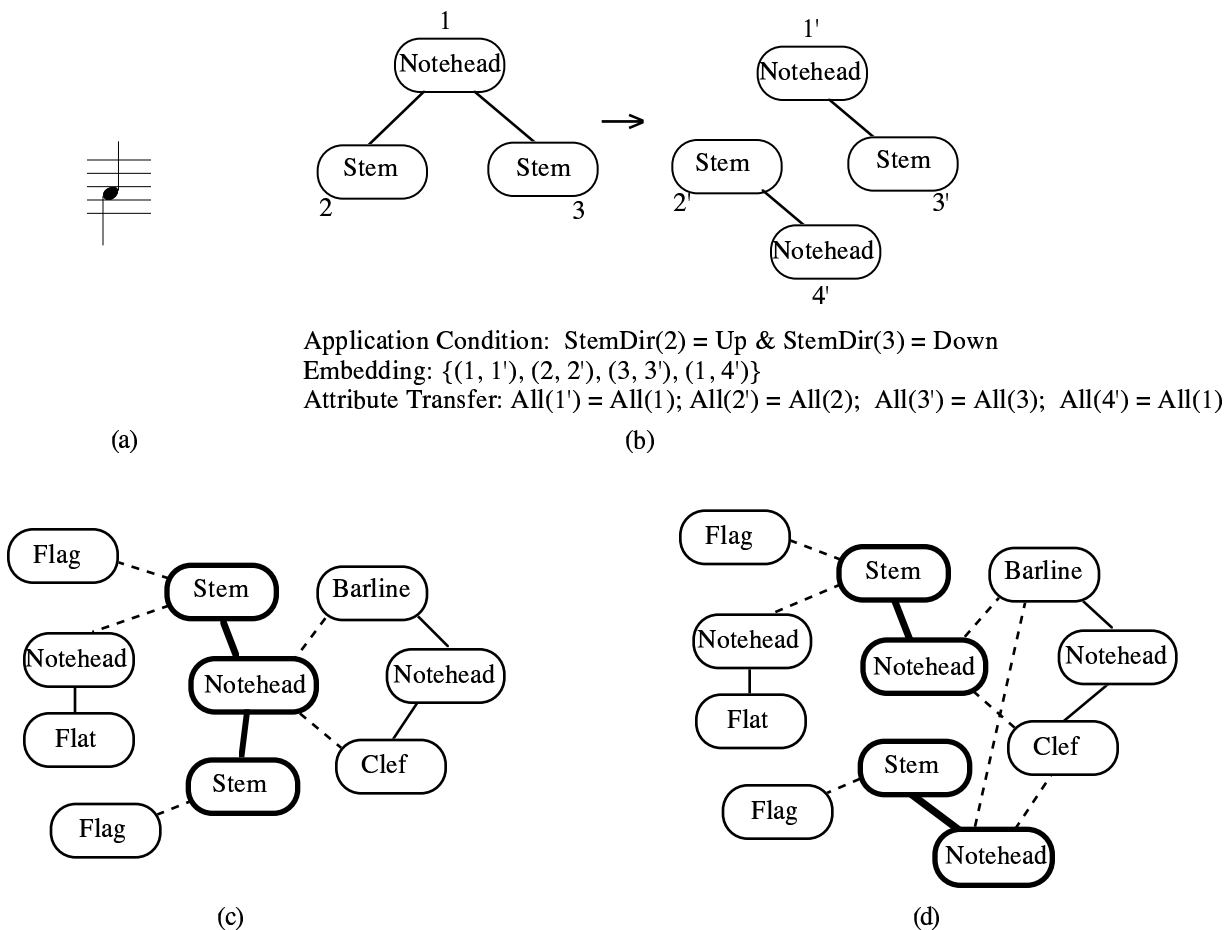 1
1'
Notehead
Notehead
Stem
Stem
Stem
Stem
2
3
2'
3'
Notehead
4'
Application Condition: StemDir(2) = Up & StemDir(3) = Down
Embedding: {(1, 1'), (2, 2'), (3, 3'), (1, 4')}
Attribute Transfer: All(1') = All(1); All(2') = All(2); All(3') = All(3); All(4') = All(1)
(a)
(b)
Flag
Stem
Barline
Notehead
Notehead
Notehead
Flat
Clef
Stem
Flag
(c)
Flag
Stem
Barline
Notehead
Notehead
Notehead
Flat
Clef
Stem
Flag
Notehead
(d)